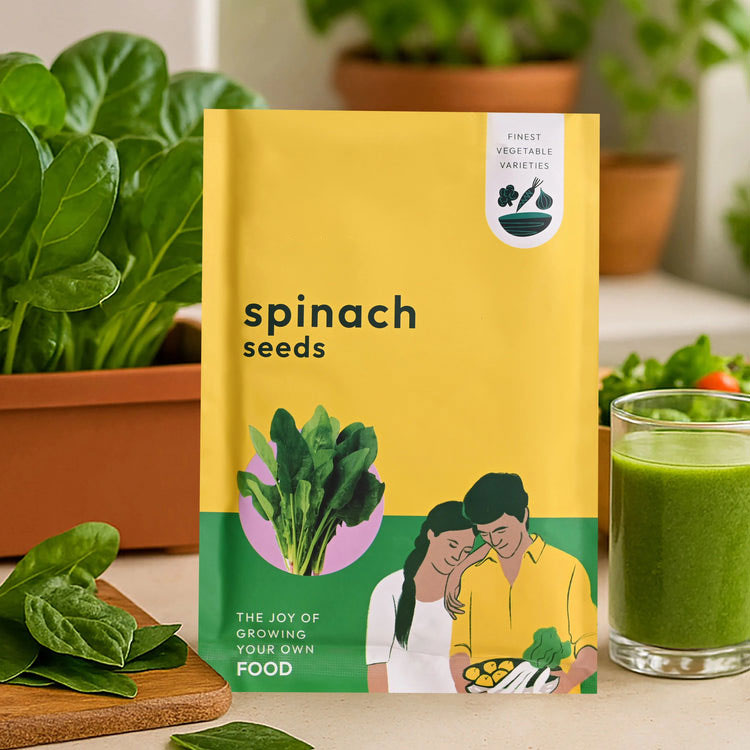 FINEST
VEGETABLE
VARIETIES
spinach
seeds
THE JOY OF
GROWING
YOUR OWN
FOOD